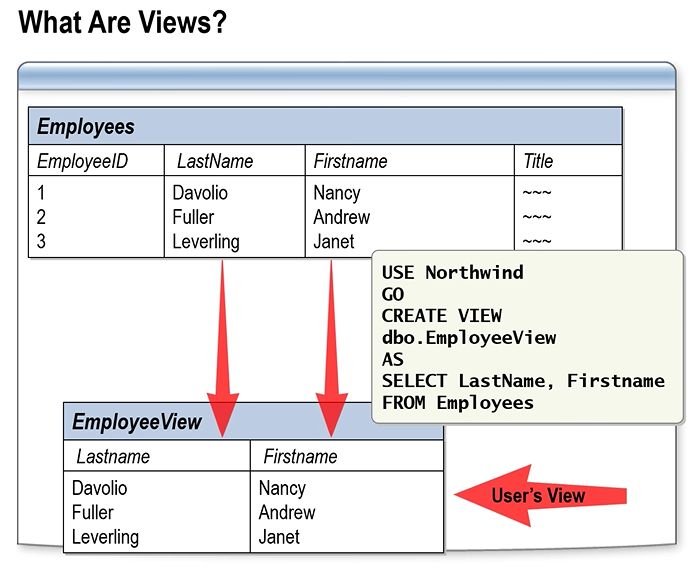 What Are Views?
Employees
EmployeeID LastName Firstname Title
1 Davolio Nancy ~~~
2 Fuller Andrew ~~~
3 Leverling Janet ~~~
USE Northwind
GO
CREATE VIEW
dbo.EmployeeView
AS
SELECT LastName, Firstname
FROM Employees
EmployeeView
Lastname Firstname
Davolio Nancy
Fuller Andrew
Leverling Janet
User's View